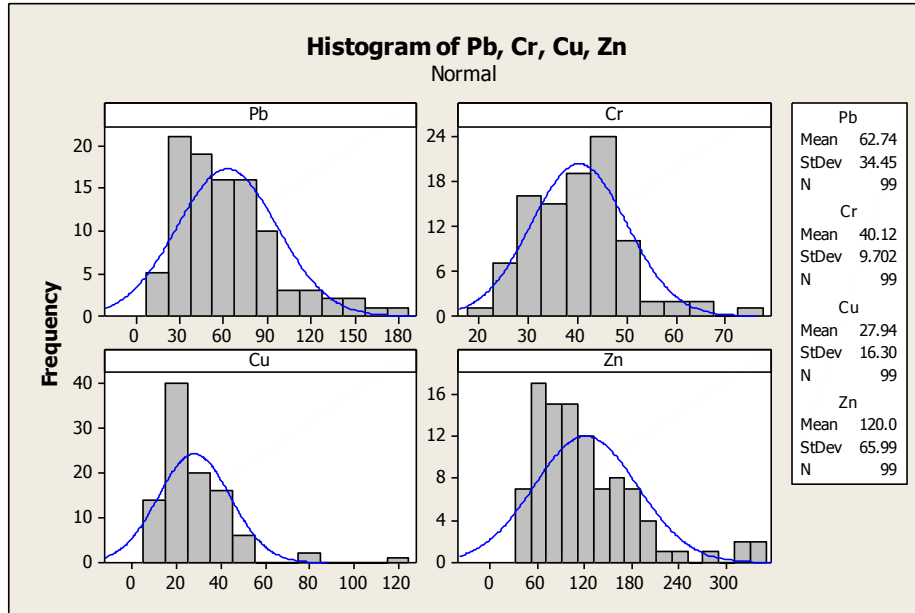 Histogram of Pb, Cr, Cu, Zn
Normal
Pb
Cr
20
15
10
5
0
0 30 60 90 120 150 180
24
18
12
6
0
20 30 40 50 60 70
Cu
Zn
40
30
20
10
0
0 20 40 60 80 100 120
16
12
8
4
0
0 60 120 180 240 300
Frequency
Pb
Mean 62.74
StDev 34.45
N 99
Cr
Mean 40.12
StDev 9.702
N 99
Cu
Mean 27.94
StDev 16.30
N 99
Zn
Mean 120.0
StDev 65.99
N 99